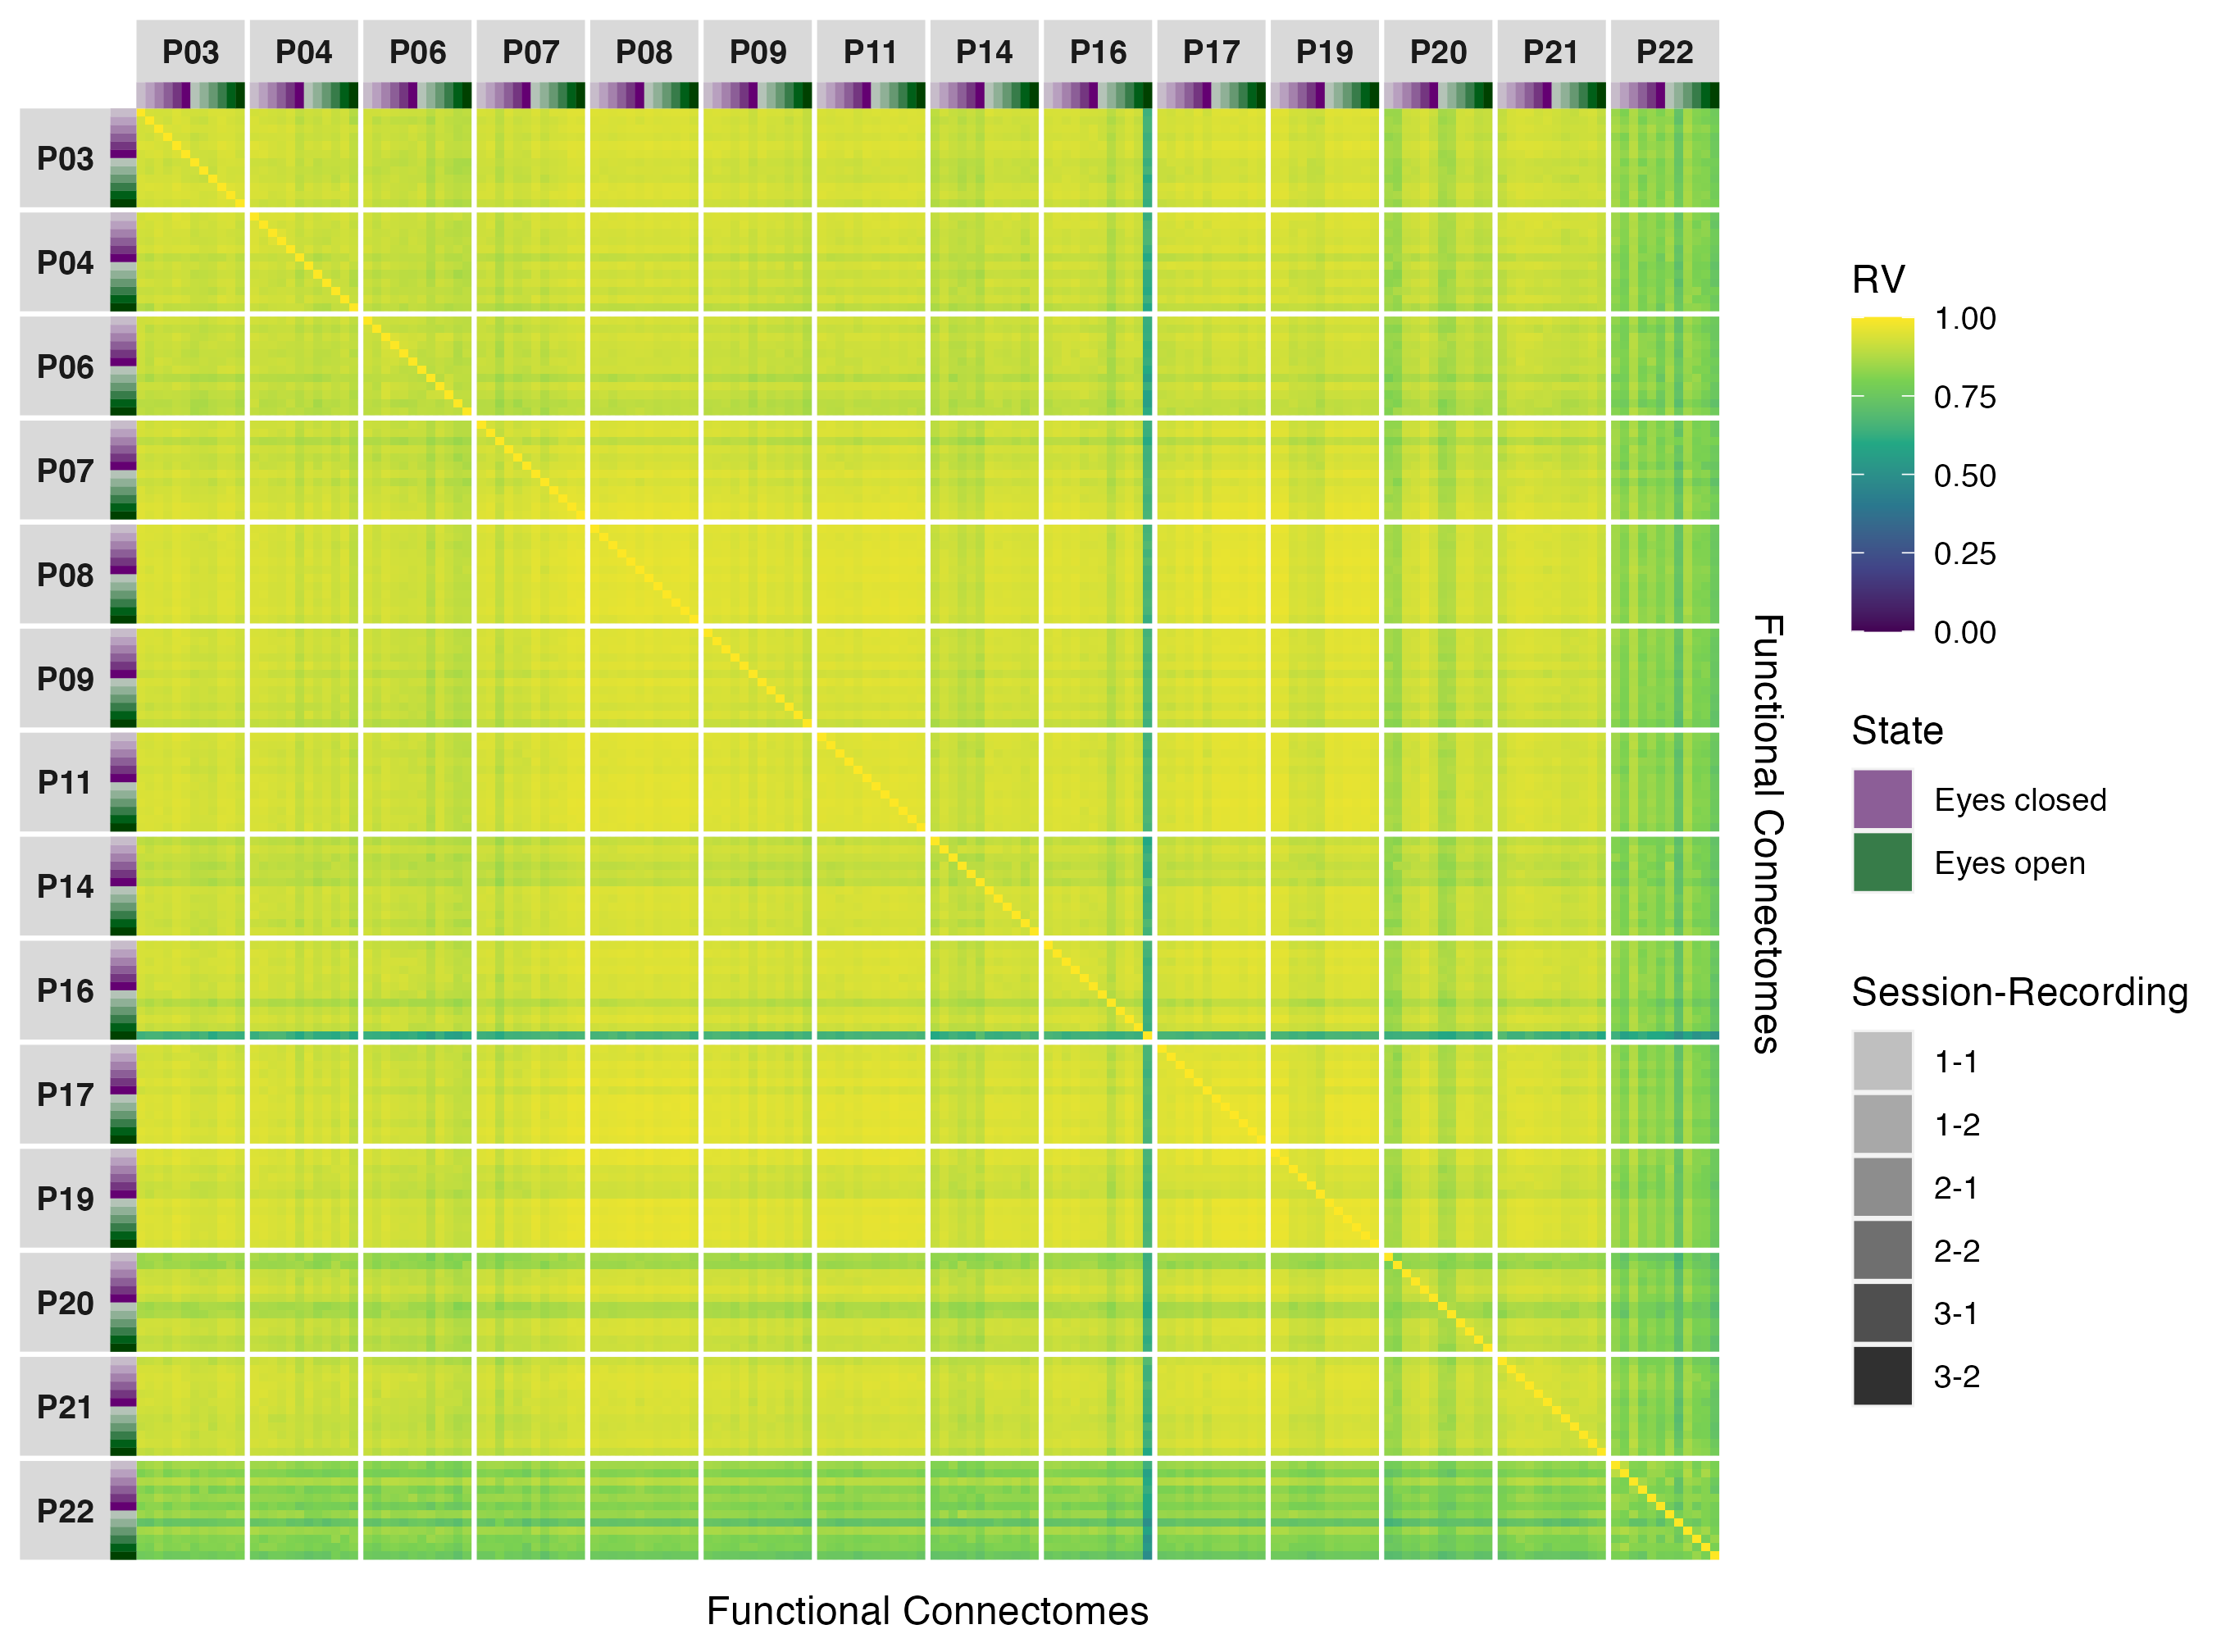 P03 P04 P06 P07 P08 P09 P11 P14 P16 P17 P19 P20 P21 P22
P03
P04
P06
P07
P08
P09
P11
P14
P16
P17
P19
P20
P21
P22
Functional Connectomes
Functional Connectomes
RV
1.00
0.75
0.50
0.25
0.00
State
Eyes closed
Eyes open
Session-Recording
1-1
1-2
2-1
2-2
3-1
3-2